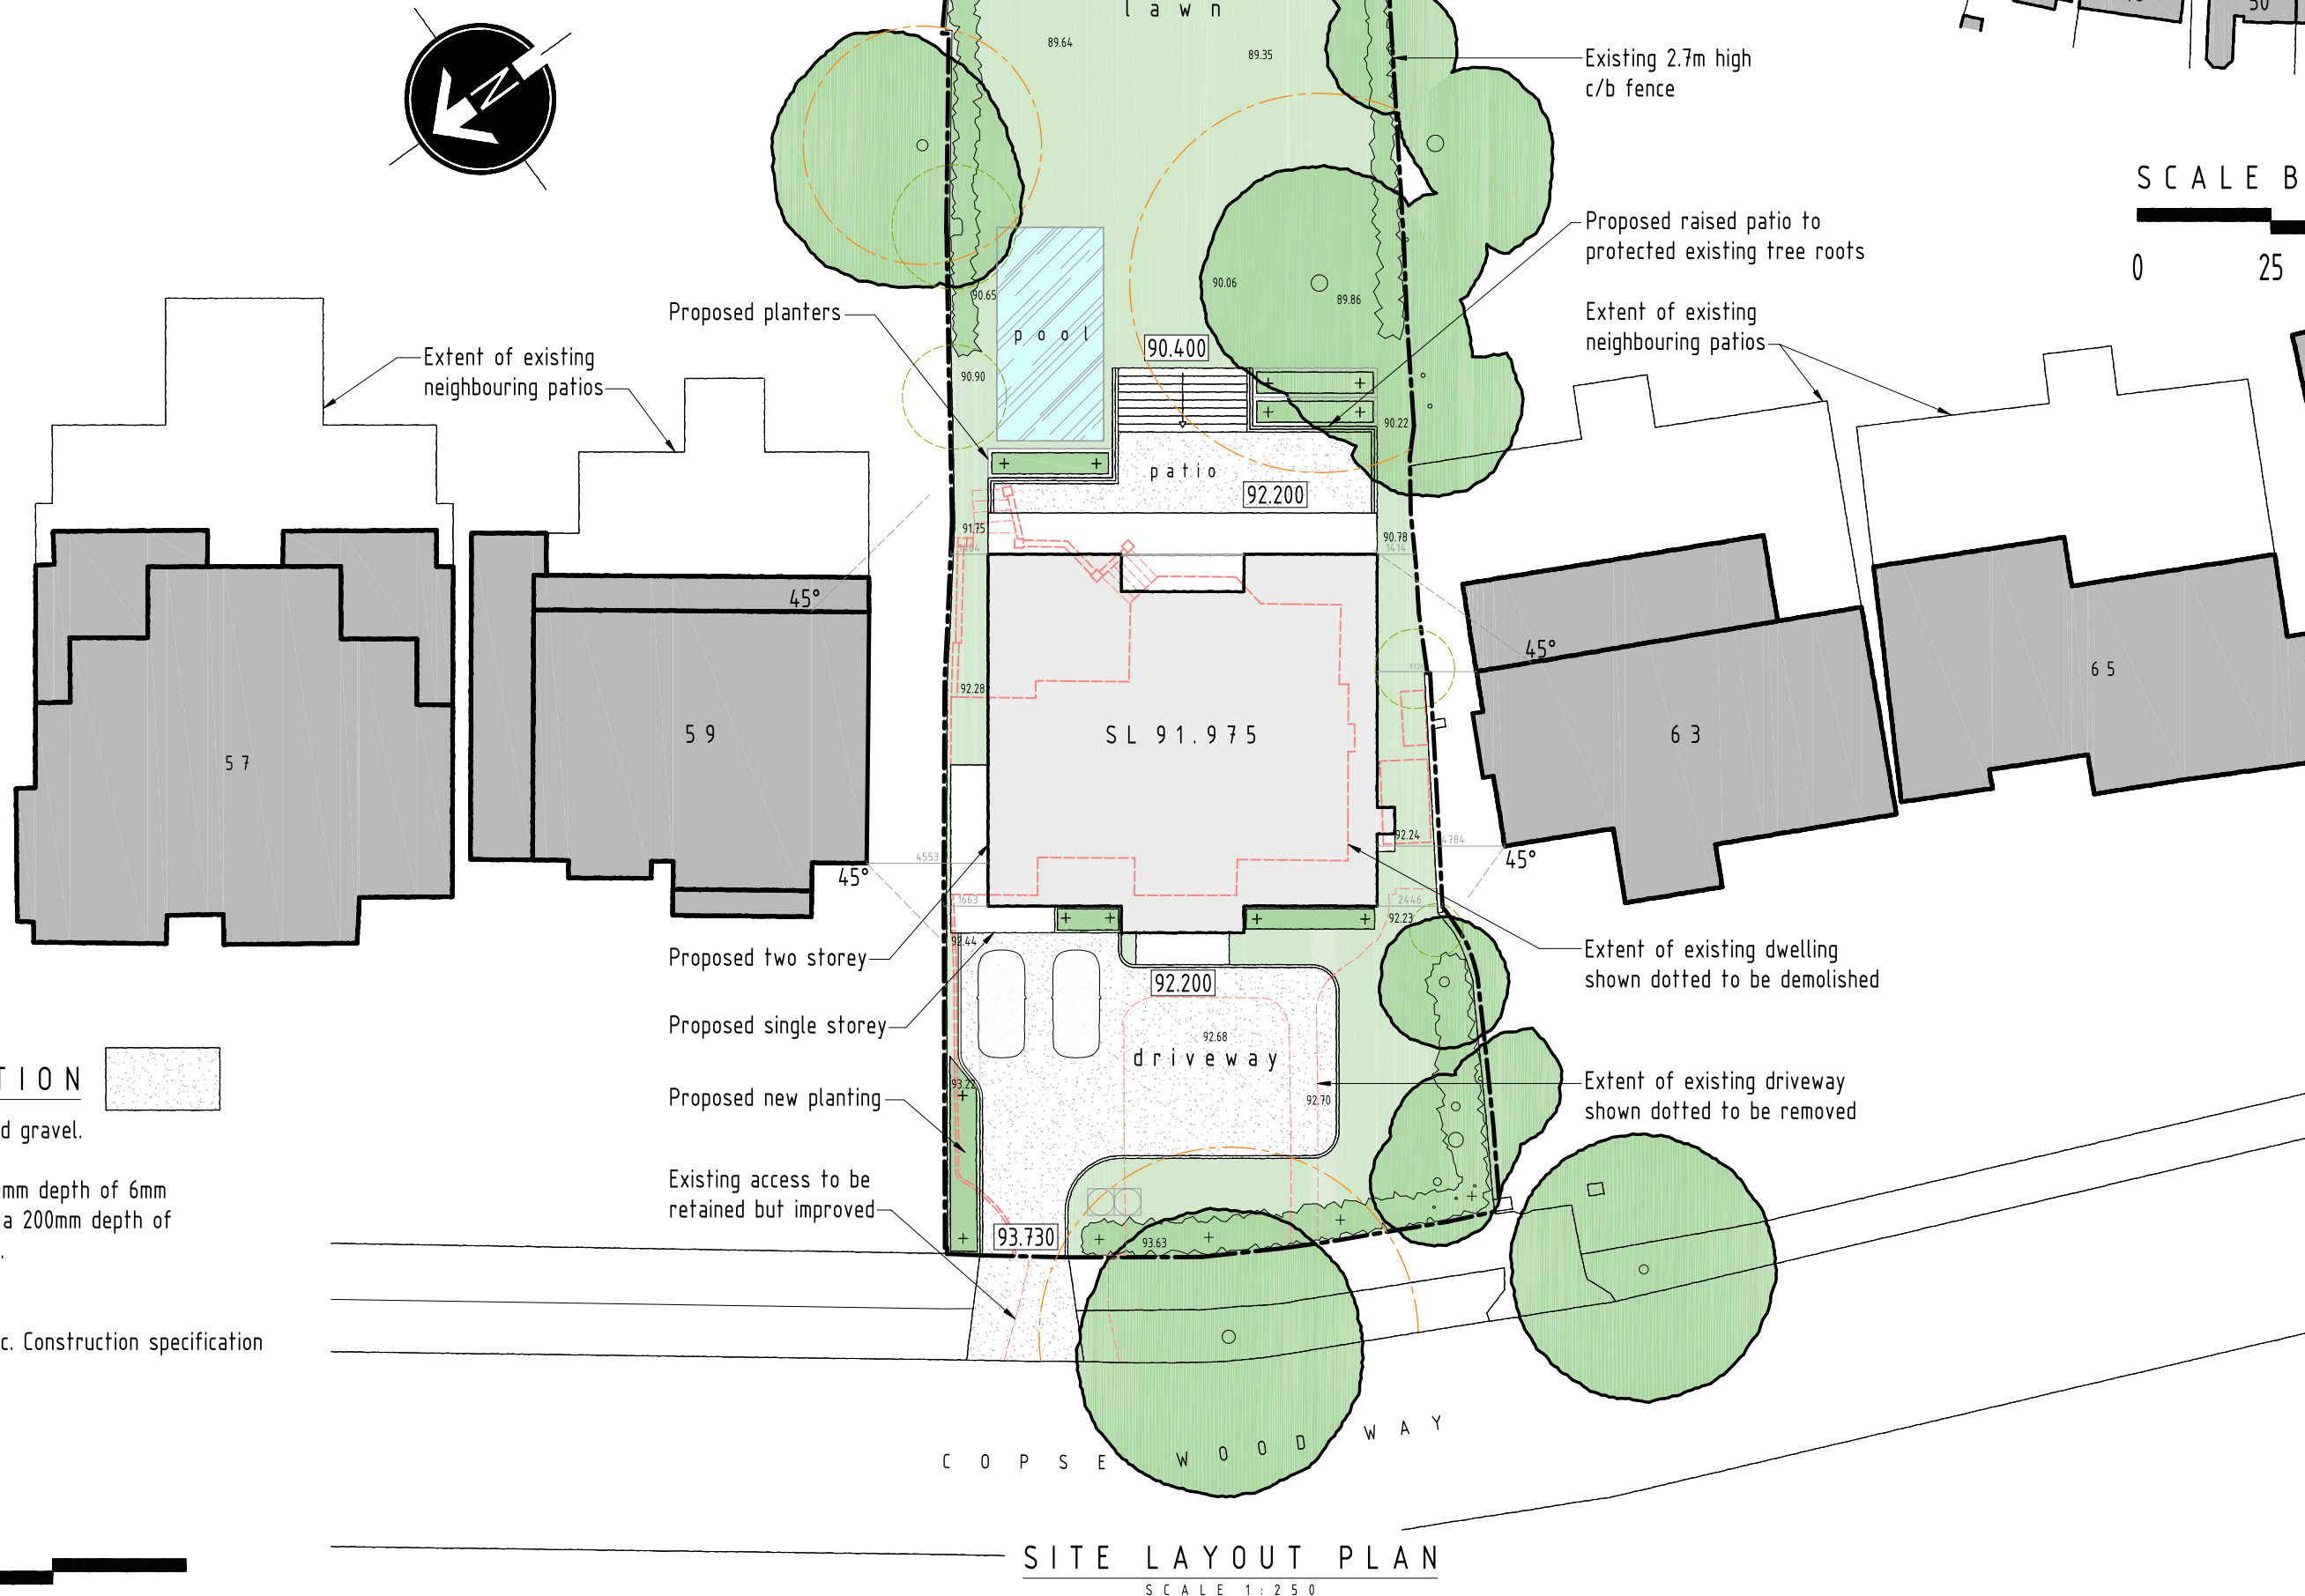 lawn
89.64
89.35
50
N
Existing 2.7m high
c/b fence
SCALE B
0
25
Proposed raised patio to
protected existing tree roots
90.06
89.86
90.65
pool
Proposed planters
Extent of existing
neighbouring patios
Extent of existing
neighbouring patios
90.400
90.90
90.22
patio
92.200
91.75
90.78
1414
45°
45°
92.28
57
59
SL 91.975
63
65
92.24
4784
4553
45°
45°
1663
2446
92.23
92.44
Proposed two storey
Extent of existing dwelling
shown dotted to be demolished
92.200
Proposed single storey
92.68
driveway
TION
93.22
Proposed new planting
92.70
Extent of existing driveway
shown dotted to be removed
d gravel.
mm depth of 6mm
a 200mm depth of
.
Existing access to be
retained but improved
93.730
93.63
c. Construction specification
COPSE WOOD WAY
SITE LAYOUT PLAN
SCALE 1:250